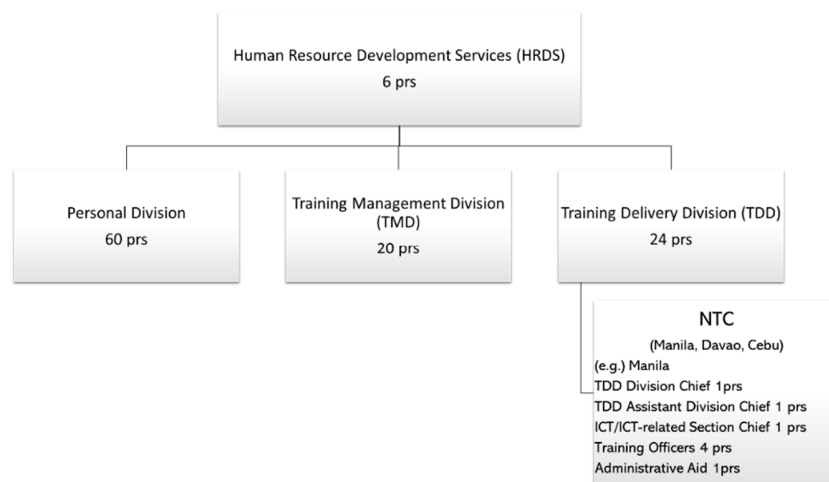 Human Resource Development Services (HRDS)
6 prs
Personal Division
60 prs
Training Management Division
(TMD)
20 prs
Training Delivery Division (TDD)
24 prs
NTC
(Manila, Davao, Cebu)
(e.g.) Manila
TDD Division Chief 1prs
TDD Assistant Division Chief 1 prs
ICT/ICT-related Section Chief 1 prs
Training Officers 4 prs
Administrative Aid 1prs